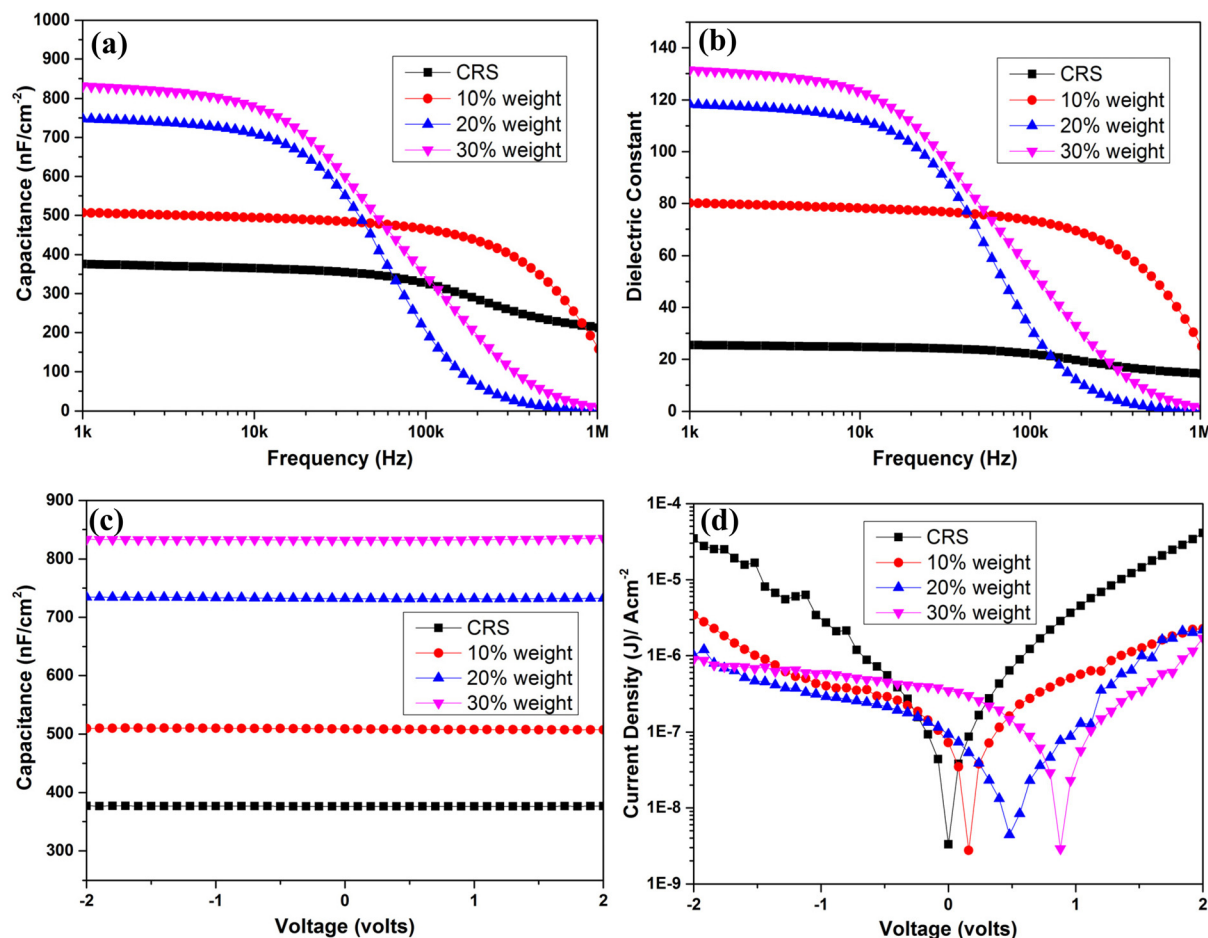 (a)
1000
900
800
700
600
500
400
300
200
100
0
Capacitance (nF/cm⁻²)
CRS
10% weight
20% weight
30% weight
1k
10k
100k
1M
Frequency (Hz)
(b)
140
120
100
80
60
40
20
0
Dielectric Constant
CRS
10% weight
20% weight
30% weight
1k
10k
100k
1M
Frequency (Hz)
(c)
900
800
700
600
500
400
300
Capacitance (nF/cm²)
CRS
10% weight
20% weight
30% weight
-2
-1
0
1
2
Voltage (volts)
(d)
1E-4
1E-5
1E-6
1E-7
1E-8
1E-9
Current Density (J)/ Acm⁻²
CRS
10% weight
20% weight
30% weight
-2
-1
0
1
2
Voltage (volts)